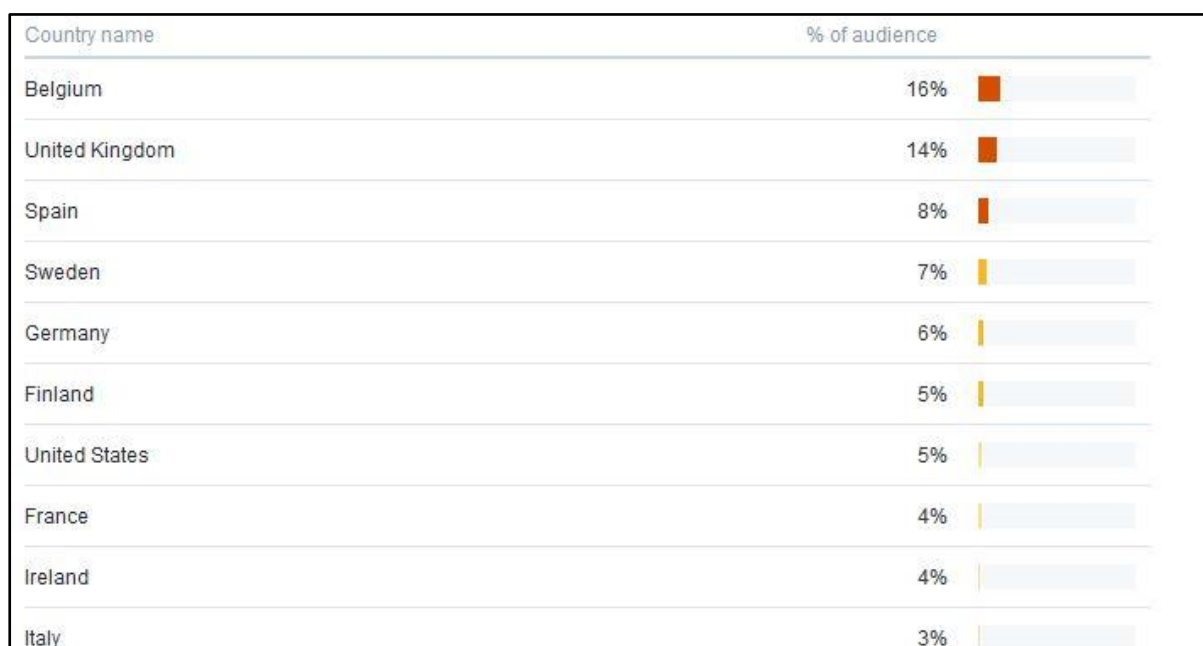 Country name % of audience
Belgium 16%
United Kingdom 14%
Spain 8%
Sweden 7%
Germany 6%
Finland 5%
United States 5%
France 4%
Ireland 4%
Italy 3%